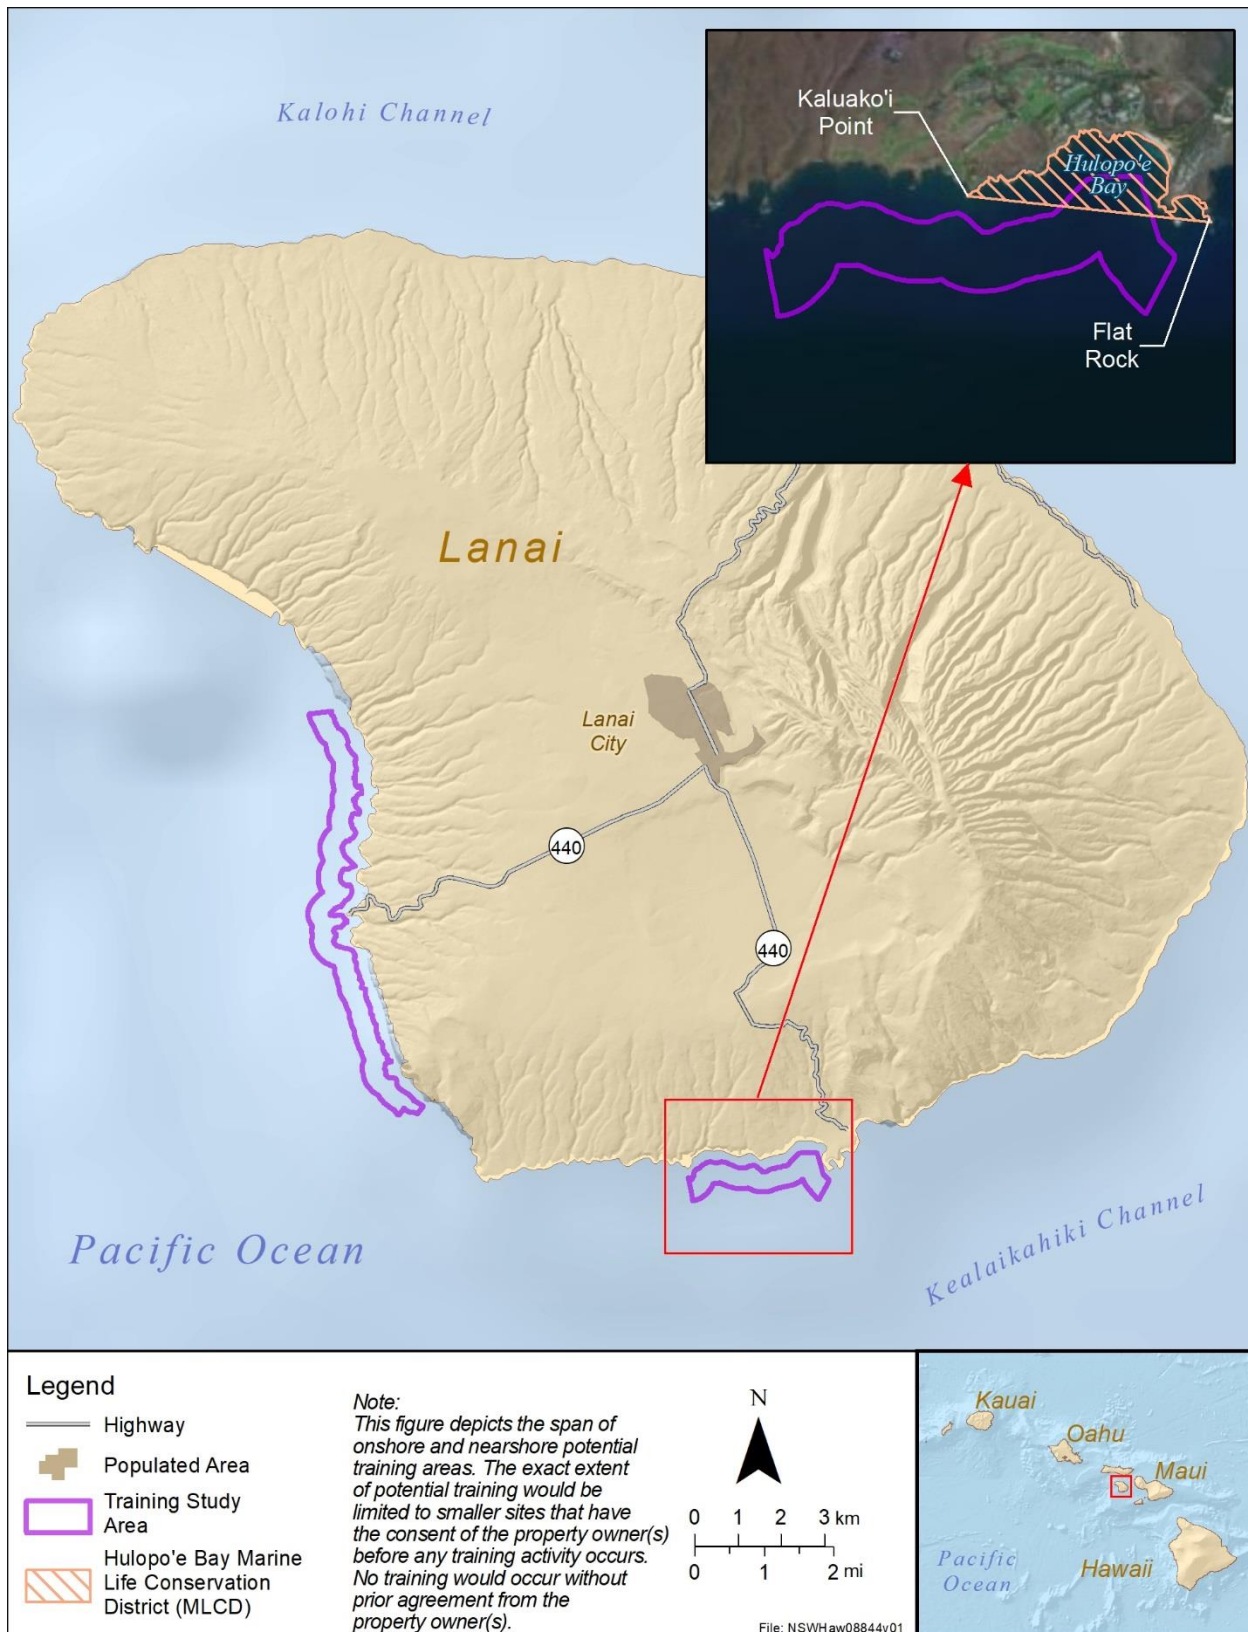 Kalohi Channel
Kaluako'i
Point
Hulopo'e
Bay
Flat
Rock
Lanai
Lanai
City
440
440
Pacific Ocean
Kealaikahiki Channel
Legend
Highway
Populated Area
Training Study
Area
Hulopo'e Bay Marine
Life Conservation
District (MLCD)
Note:
This figure depicts the span of
onshore and nearshore potential
training areas. The exact extent
of potential training would be
limited to smaller sites that have
the consent of the property owner(s)
before any training activity occurs.
No training would occur without
prior agreement from the
property owner(s).
N
0 1 2 3 km
0 1 2 mi
File: NSWHaw08844v01
Kauai
Oahu
Maui
Hawaii
Pacific
Ocean